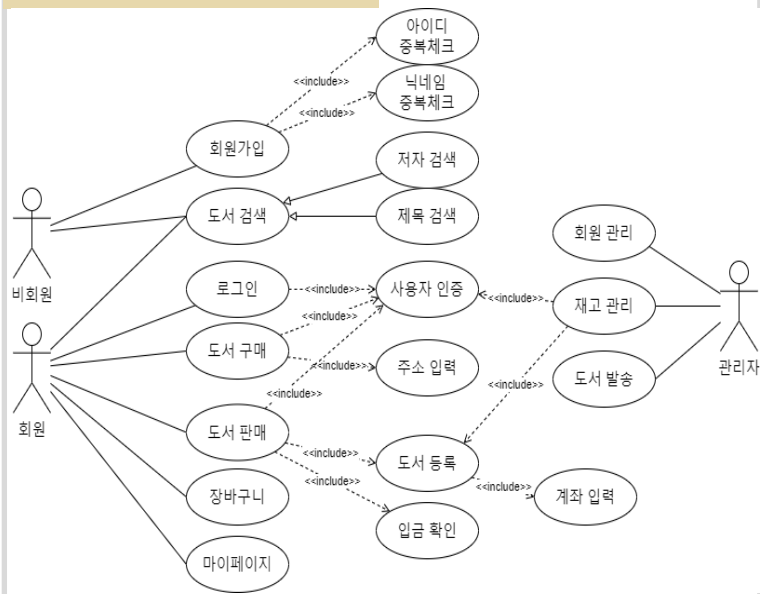 아이디
중복체크
<<include>>
닉네임
중복체크
<<include>>
회원가입
저자 검색
도서 검색
제목 검색
회원 관리
비회원
로그인
<<include>>
사용자 인증
<<include>>
재고 관리
<<include>>
도서 구매
<<include>>
주소 입력
도서 발송
관리자
<<include>>
<<include>>
회원
도서 판매
<<include>>
도서 등록
<<include>>
<<include>>
장바구니
계좌 입력
입금 확인
마이페이지